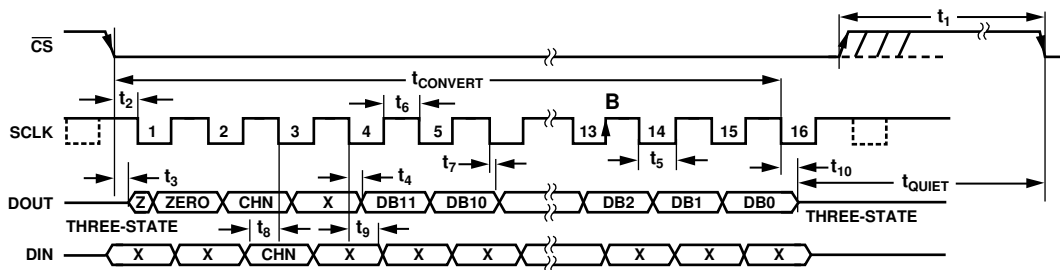 t1
CS
tCONVERT
t2
t6
B
SCLK
1 2 3 4 5 13 14 15 16
t3
t4
t7
t5
t10
tQUIET
DOUT
Z ZERO CHN X DB11 DB10 DB2 DB1 DB0
THREE-STATE
THREE-STATE
t8
t9
DIN
X X CHN X X X X X X